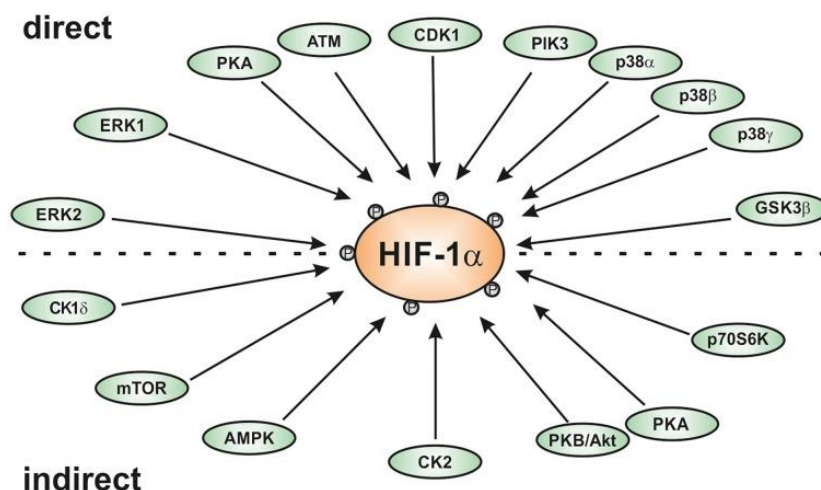 direct
CDK1
ATM
PIK3
PKA
p38α
p38β
ERK1
p38γ
ERK2
GSK3β
P
P
P
P
HIF-1α
P
P
CK1δ
p70S6K
mTOR
PKA
AMPK
PKB/Akt
CK2
indirect